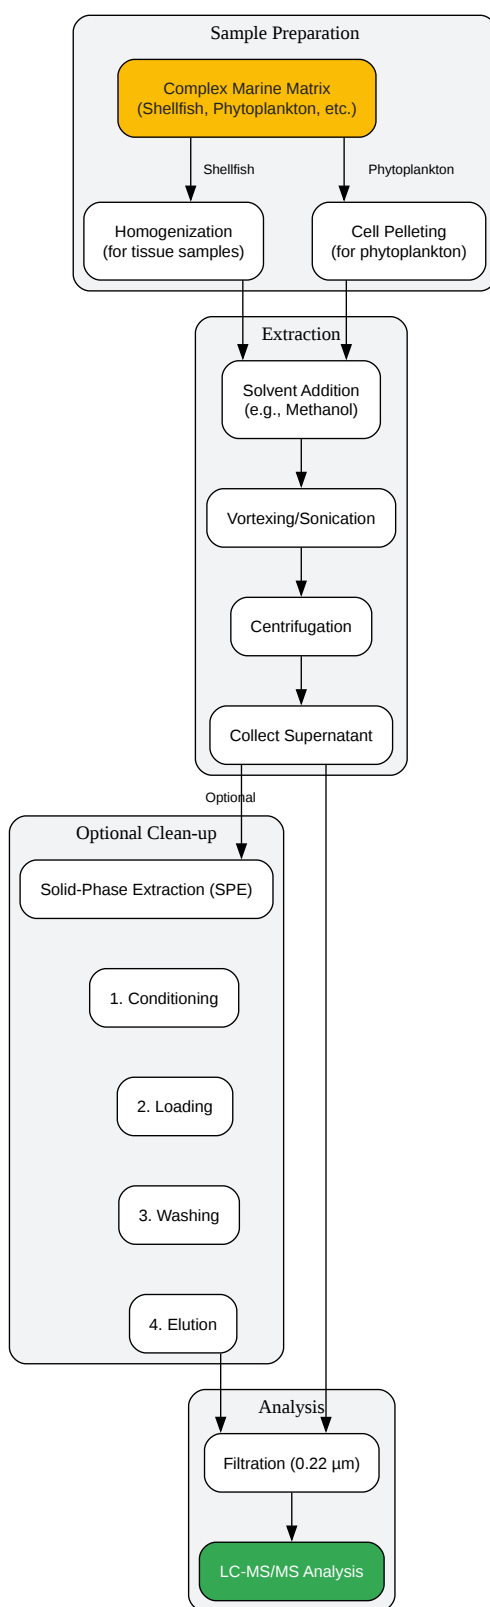 Sample Preparation
Complex Marine Matrix
(Shellfish, Phytoplankton, etc.)
Shellfish
Phytoplankton
Homogenization
(for tissue samples)
Cell Pelleting
(for phytoplankton)
Extraction
Solvent Addition
(e.g., Methanol)
Vortexing/Sonication
Centrifugation
Collect Supernatant
Optional
Optional Clean-up
Solid-Phase Extraction (SPE)
1. Conditioning
2. Loading
3. Washing
4. Elution
Analysis
Filtration (0.22 µm)
LC-MS/MS Analysis